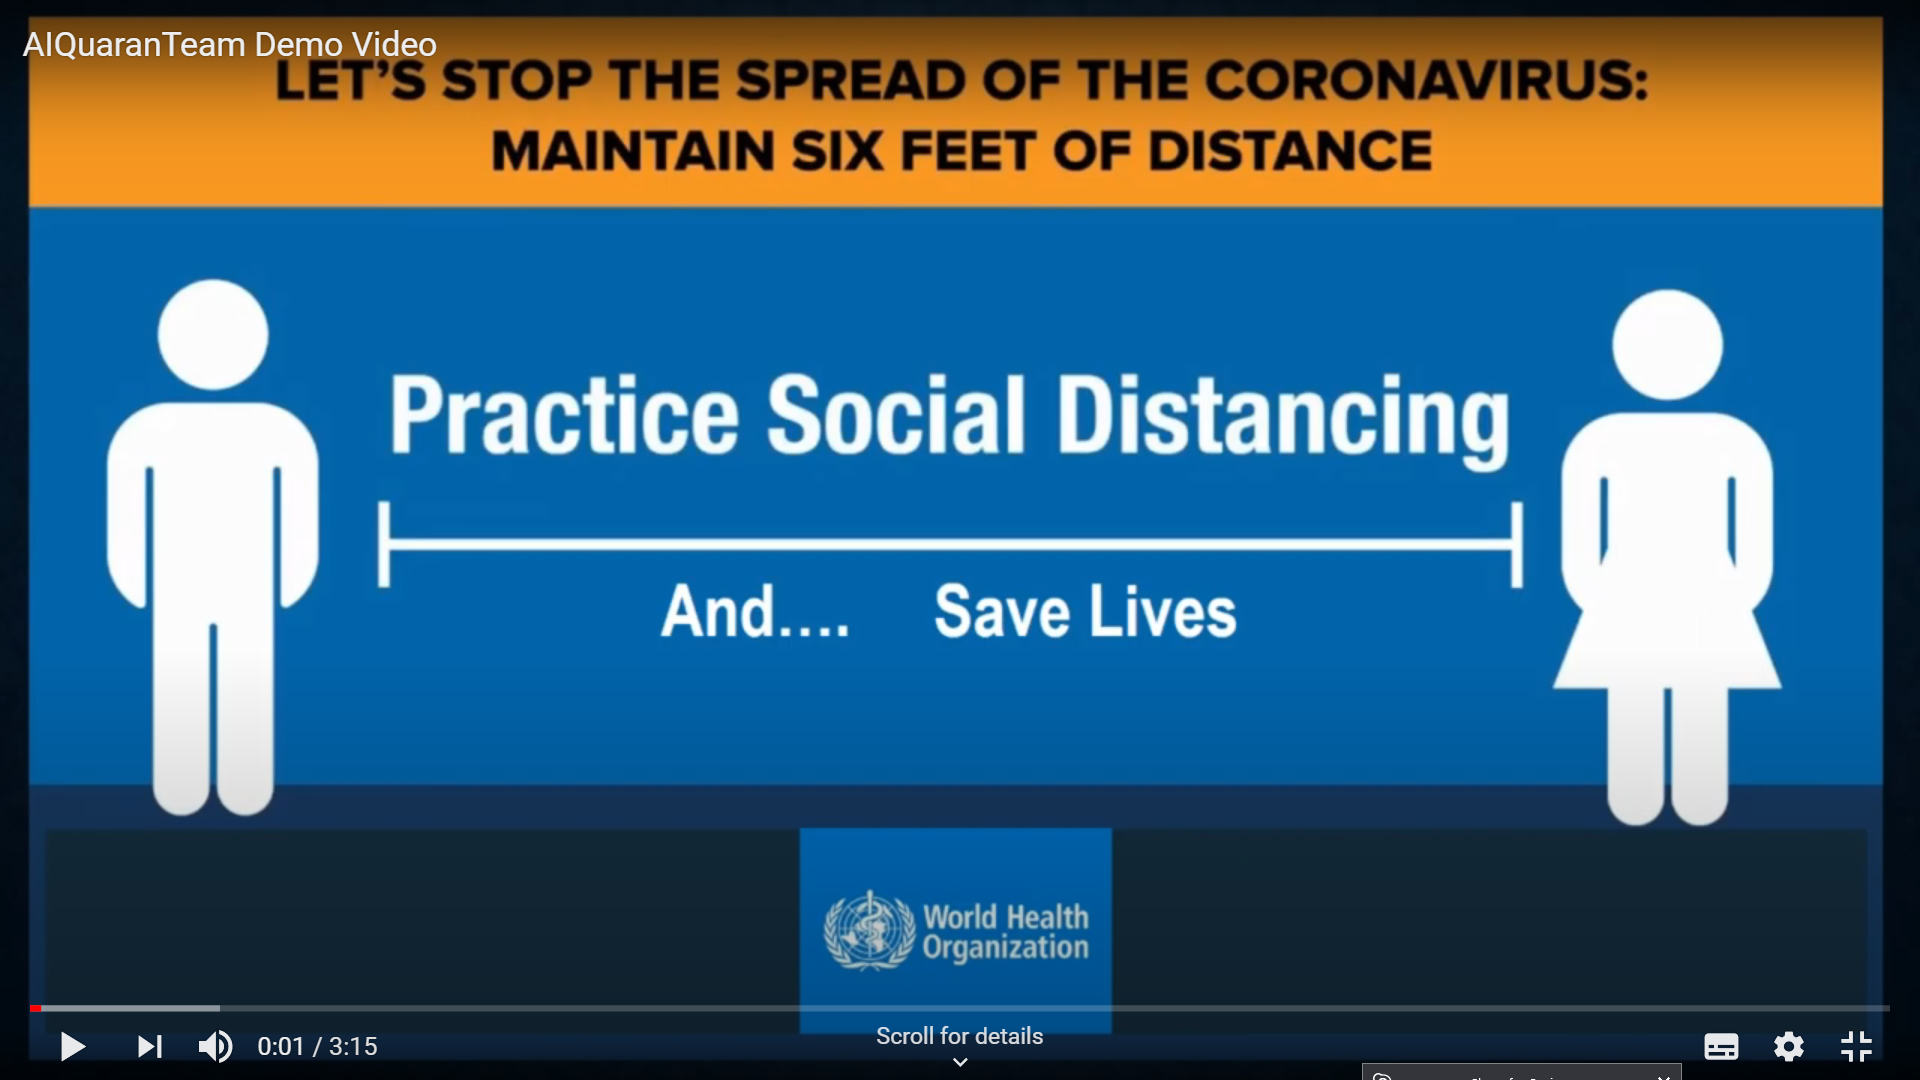 AIQuaranTeam Demo Video
LET'S STOP THE SPREAD OF THE CORONAVIRUS:
MAINTAIN SIX FEET OF DISTANCE
Practice Social Distancing
And.... Save Lives
World Health
Organization
0:01 / 3:15
Scroll for details